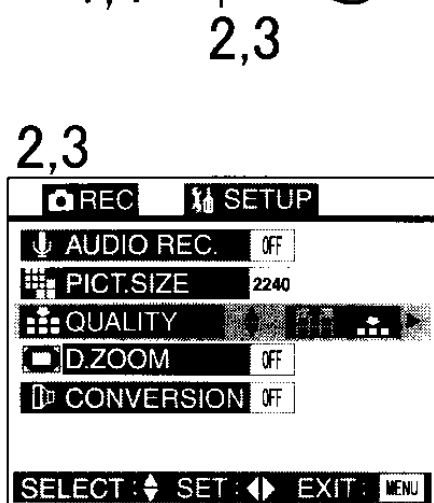 2,3
2,3
REC SETUP
AUDIO REC. OFF
PICT.SIZE 2240
QUALITY
D.ZOOM OFF
CONVERSION OFF
SELECT : SET : EXIT : MENU